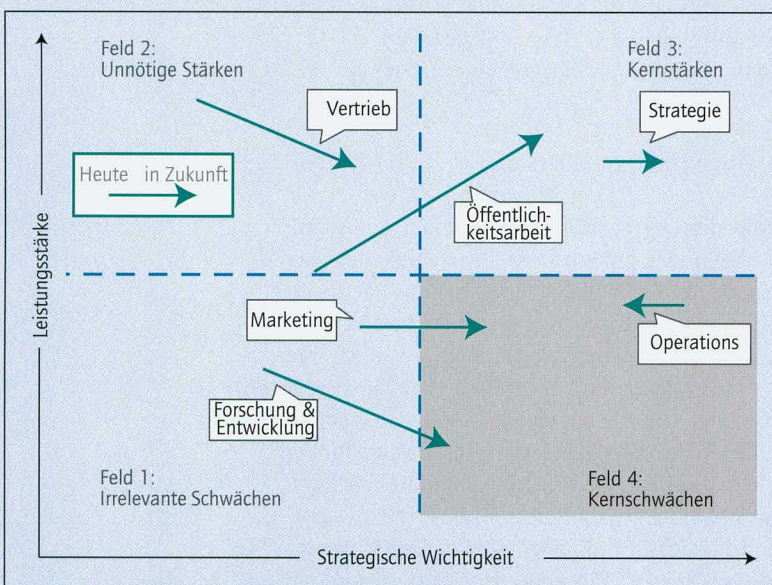 Feld 2:
Unnötige Stärken
Feld 3:
Kernstärken
Vertrieb
Strategie
Heute in Zukunft
Öffentlich-
keitsarbeit
Leistungsstärke
Marketing
Operations
Forschung &
Entwicklung
Feld 1:
Irrelevante Schwächen
Feld 4:
Kernschwächen
Strategische Wichtigkeit